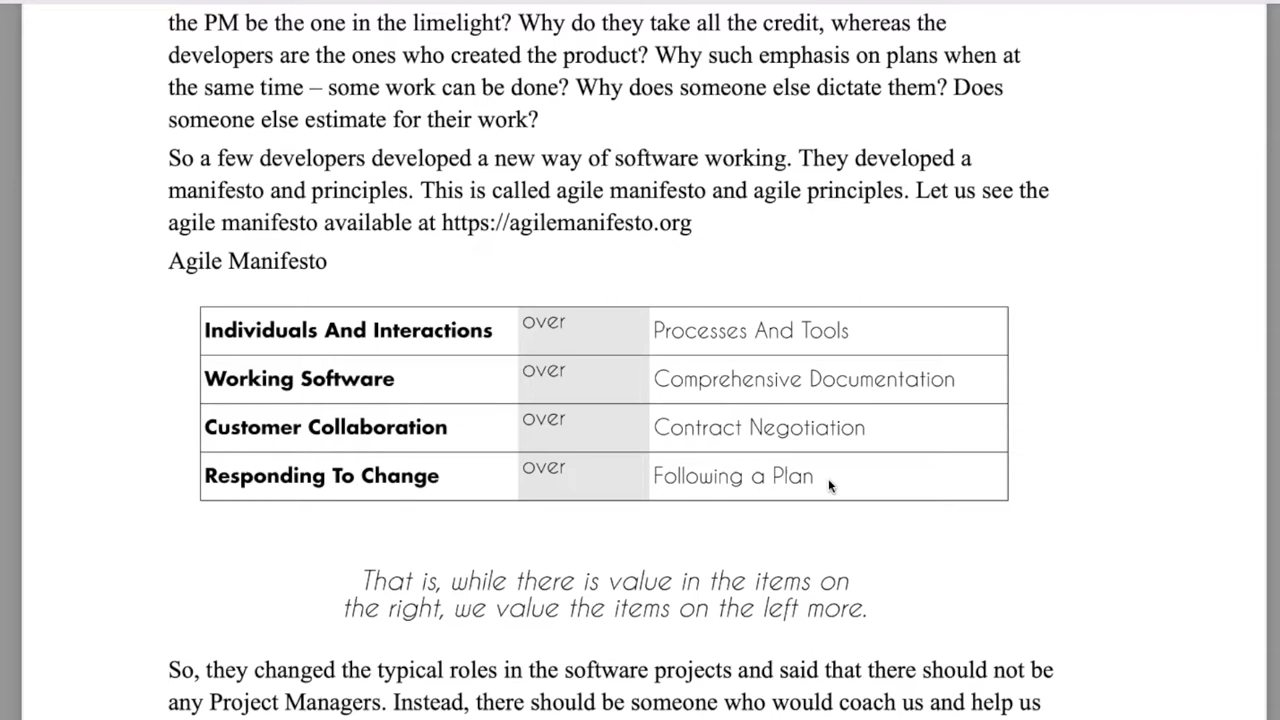 the PM be the one in the limelight? Why do they take all the credit, whereas the
developers are the ones who created the product? Why such emphasis on plans when at
the same time – some work can be done? Why does someone else dictate them? Does
someone else estimate for their work?
So a few developers developed a new way of software working. They developed a
manifesto and principles. This is called agile manifesto and agile principles. Let us see the
agile manifesto available at https://agilemanifesto.org
Agile Manifesto
Individuals And Interactions over Processes And Tools
Working Software over Comprehensive Documentation
Customer Collaboration over Contract Negotiation
Responding To Change over Following a Plan
That is, while there is value in the items on
the right, we value the items on the left more.
So, they changed the typical roles in the software projects and said that there should not be
any Project Managers. Instead, there should be someone who would coach us and help us